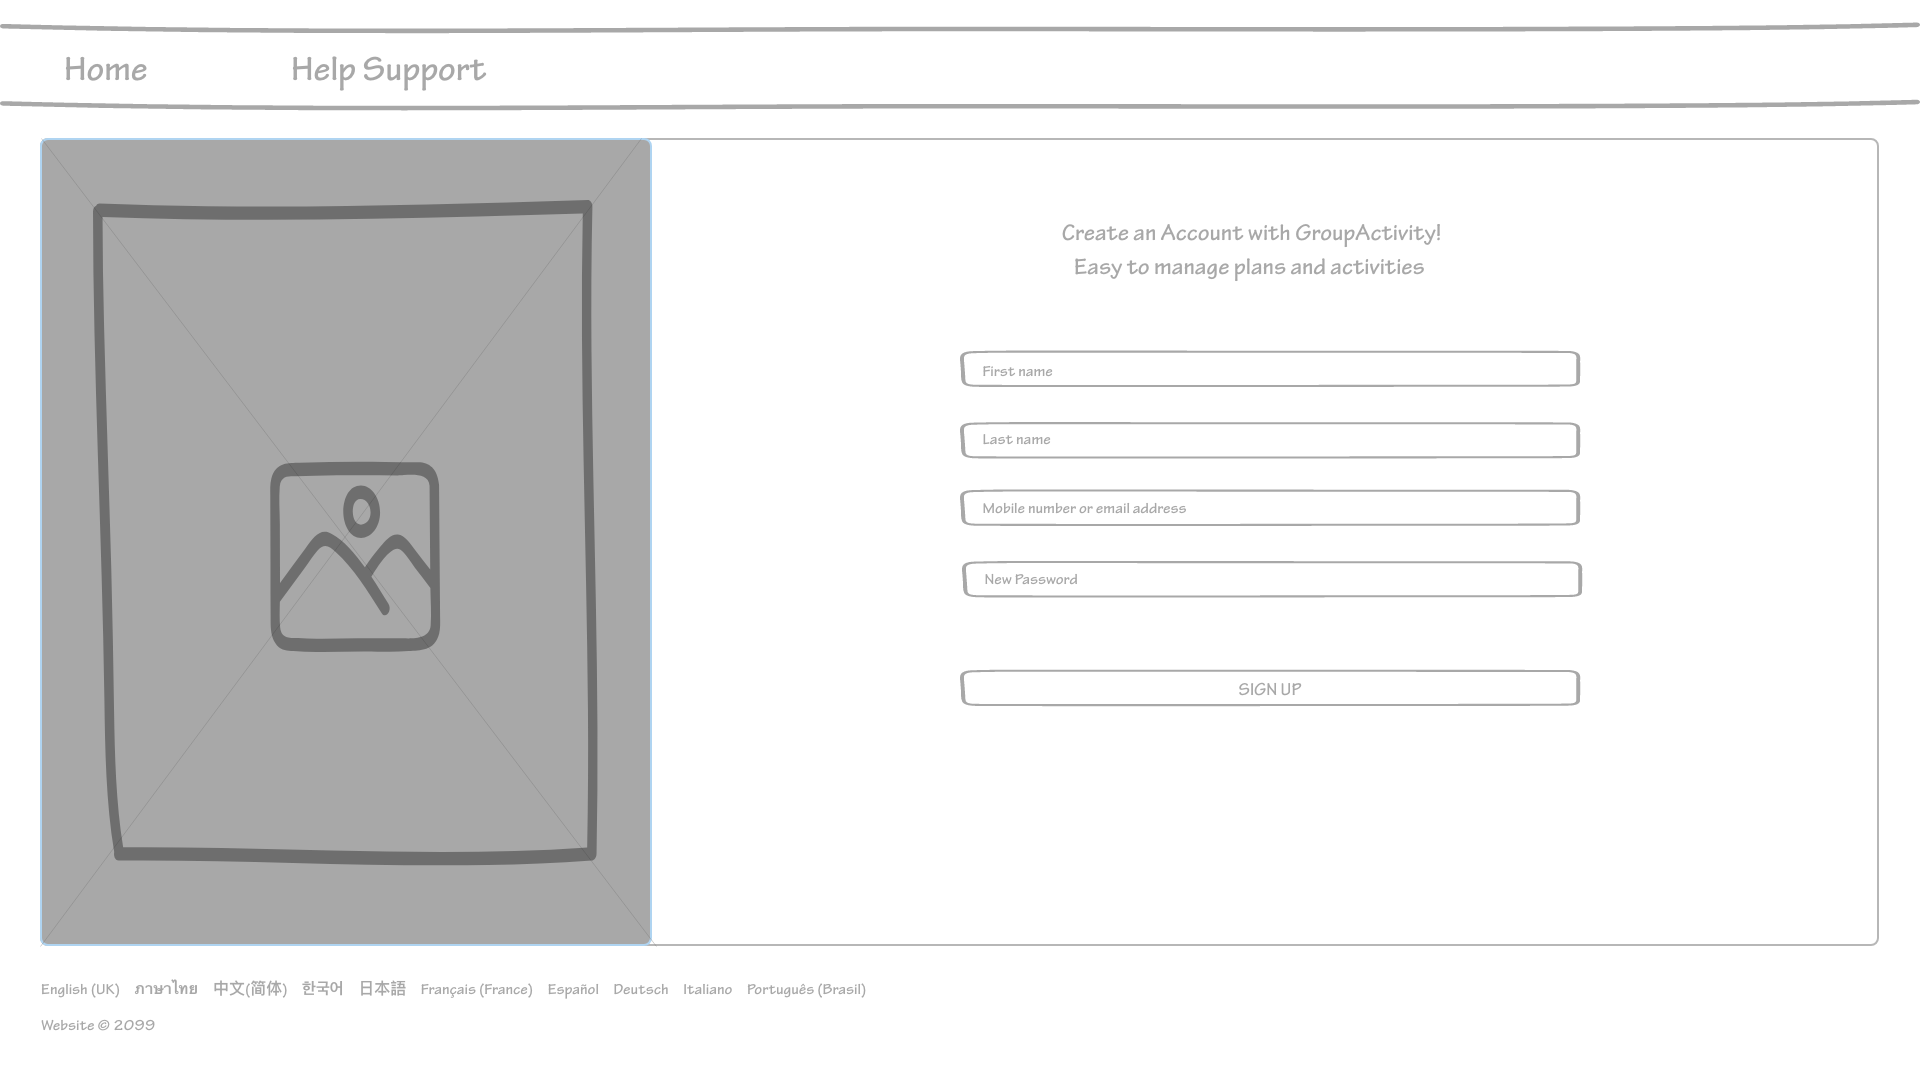 Home Help Support
Create an Account with GroupActivity!
Easy to manage plans and activities
First name
Last name
Mobile number or email address
New Password
SIGN UP
English (UK) ภาษาไทย 中文(简体) 한국어 日本語 Français (France) Español Deutsch Italiano Português (Brasil)
Website © 2099